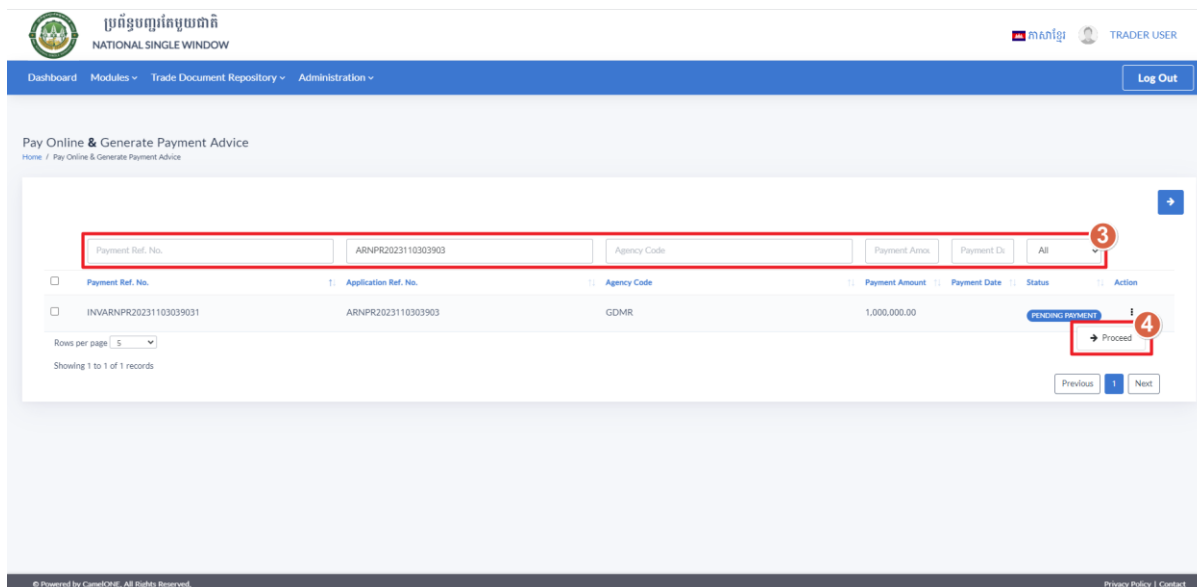 ប្រព័ន្ធបញ្ជរតែមួយជាតិ
NATIONAL SINGLE WINDOW
ភាសាខ្មែរ TRADER USER
Dashboard Modules Trade Document Repository Administration Log Out
Pay Online & Generate Payment Advice
Home / Pay Online & Generate Payment Advice
3
Payment Ref. No. ARNPR2023110303903 Agency Code Payment Amou Payment Da All
Payment Ref. No. Application Ref. No. Agency Code Payment Amount Payment Date Status Action
INVARNPR20231103039031 ARNPR2023110303903 GDMR 1,000,000.00 PENDING PAYMENT
4
Rows per page 5 Proceed
Showing 1 to 1 of 1 records
Previous 1 Next
© Powered by CamelONE. All Rights Reserved. Privacy Policy | Contact